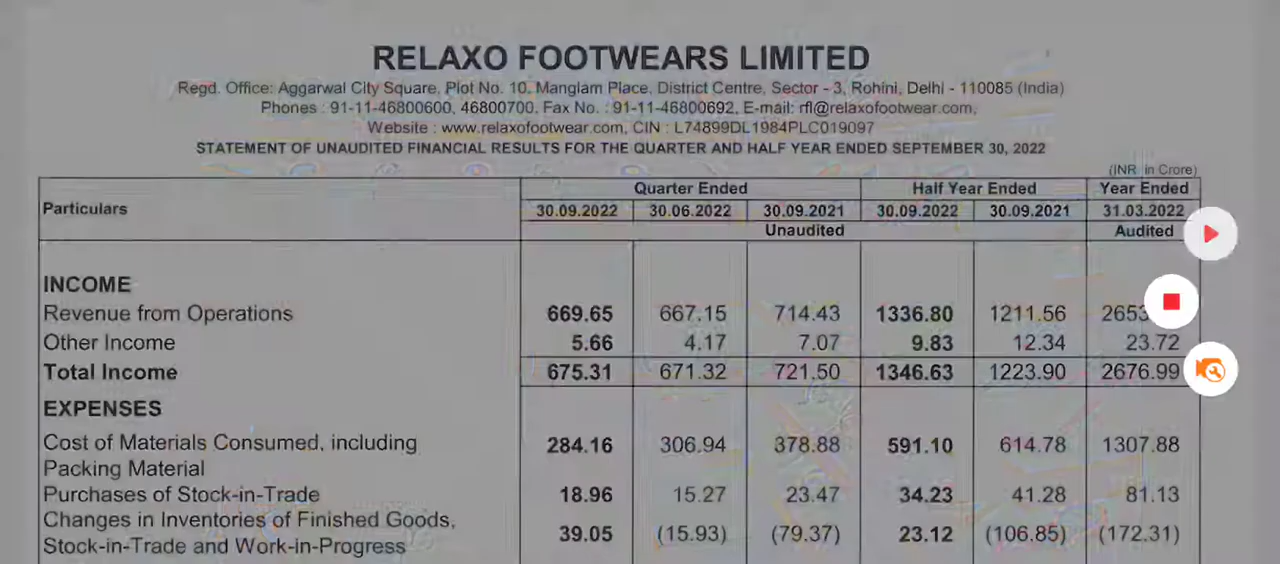 RELAXO FOOTWEARS LIMITED
Regd. Office: Aggarwal City Square, Plot No. 10, Manglam Place, District Centre, Sector - 3, Rohini, Delhi - 110085 (India)
Phones : 91-11-46800600, 46800700, Fax No. : 91-11-46800692, E-mail: rfl@relaxofootwear.com,
Website : www.relaxofootwear.com, CIN : L74899DL1984PLC019097
STATEMENT OF UNAUDITED FINANCIAL RESULTS FOR THE QUARTER AND HALF YEAR ENDED SEPTEMBER 30, 2022
(INR in Crore)
Particulars Quarter Ended Half Year Ended Year Ended
30.09.2022 30.06.2022 30.09.2021 30.09.2022 30.09.2021 31.03.2022
Unaudited Audited
INCOME
Revenue from Operations 669.65 667.15 714.43 1336.80 1211.56 2653
Other Income 5.66 4.17 7.07 9.83 12.34 23.72
Total Income 675.31 671.32 721.50 1346.63 1223.90 2676.99
EXPENSES
Cost of Materials Consumed, including 284.16 306.94 378.88 591.10 614.78 1307.88
Packing Material
Purchases of Stock-in-Trade 18.96 15.27 23.47 34.23 41.28 81.13
Changes in Inventories of Finished Goods, 39.05 (15.93) (79.37) 23.12 (106.85) (172.31)
Stock-in-Trade and Work-in-Progress